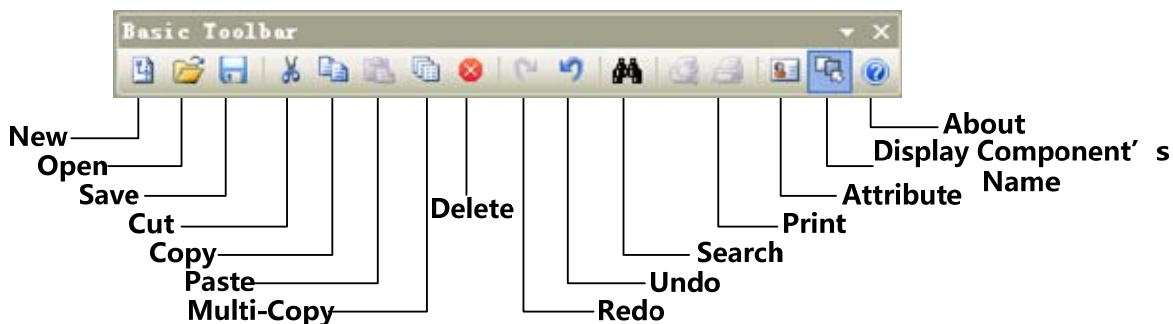 Basic Toolbar
New
Open
Save
Cut
Copy
Paste
Multi-Copy
Delete
Redo
Undo
Search
Print
Attribute
Display Component's
Name
About